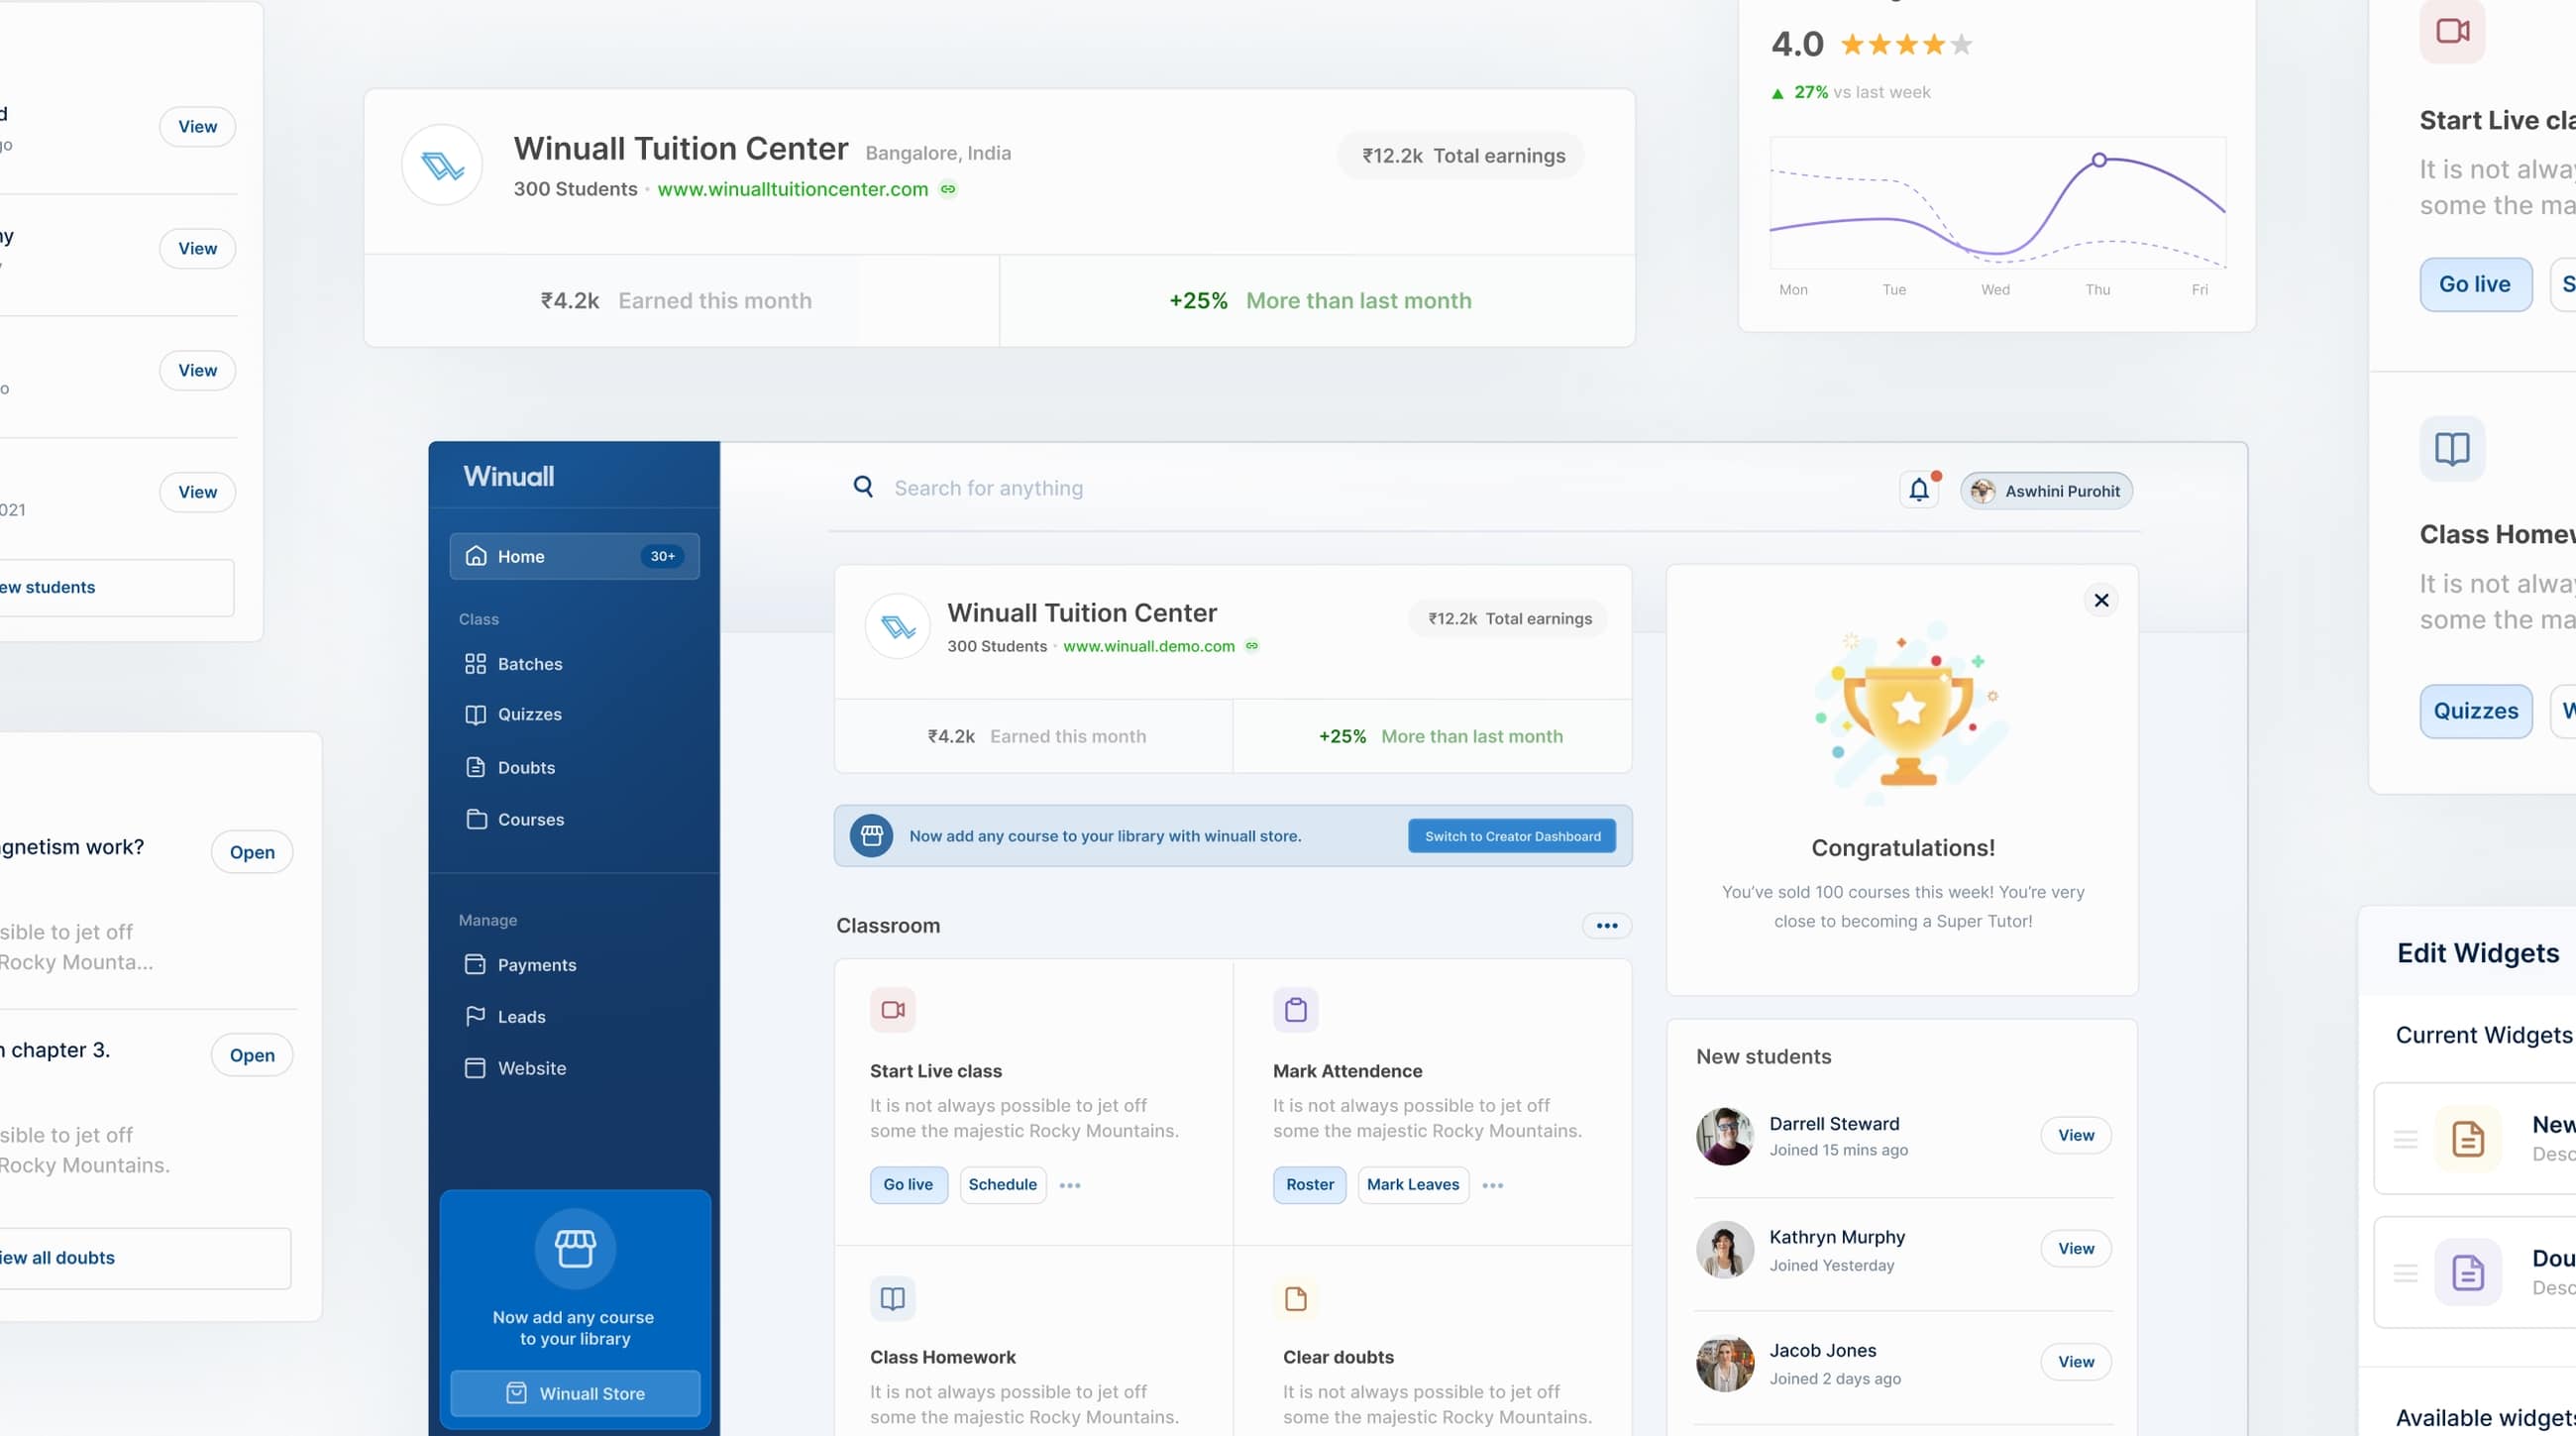 View
View
View
021
View
ew students
gnetism work?
Open
sible to jet off
Rocky Mounta...
n chapter 3.
Open
sible to jet off
Rocky Mountains.
iew all doubts
Winuall Tuition Center Bangalore, India
300 Students • www.winualltuitioncenter.com
₹12.2k Total earnings
₹4.2k Earned this month
+25% More than last month
4.0
27% vs last week
Mon Tue Wed Thu Fri
Winuall
Home 30+
Class
Batches
Quizzes
Doubts
Courses
Manage
Payments
Leads
Website
Now add any course
to your library
Winuall Store
Search for anything
Aswhini Purohit
Winuall Tuition Center
300 Students • www.winuall.demo.com
₹12.2k Total earnings
₹4.2k Earned this month
+25% More than last month
Now add any course to your library with winuall store.
Switch to Creator Dashboard
Classroom
Start Live class
It is not always possible to jet off
some the majestic Rocky Mountains.
Go live Schedule
Mark Attendence
It is not always possible to jet off
some the majestic Rocky Mountains.
Roster Mark Leaves
Class Homework
It is not always possible to jet off
some the majestic Rocky Mountains.
Clear doubts
It is not always possible to jet off
some the majestic Rocky Mountains.
Congratulations!
You've sold 100 courses this week! You're very
close to becoming a Super Tutor!
New students
Darrell Steward
Joined 15 mins ago
View
Kathryn Murphy
Joined Yesterday
View
Jacob Jones
Joined 2 days ago
View
Start Live cla
It is not alway
some the ma
Go live S
Class Homew
It is not alway
some the ma
Quizzes W
Edit Widgets
Current Widgets
New
Desc
Dou
Desc
Available widgets